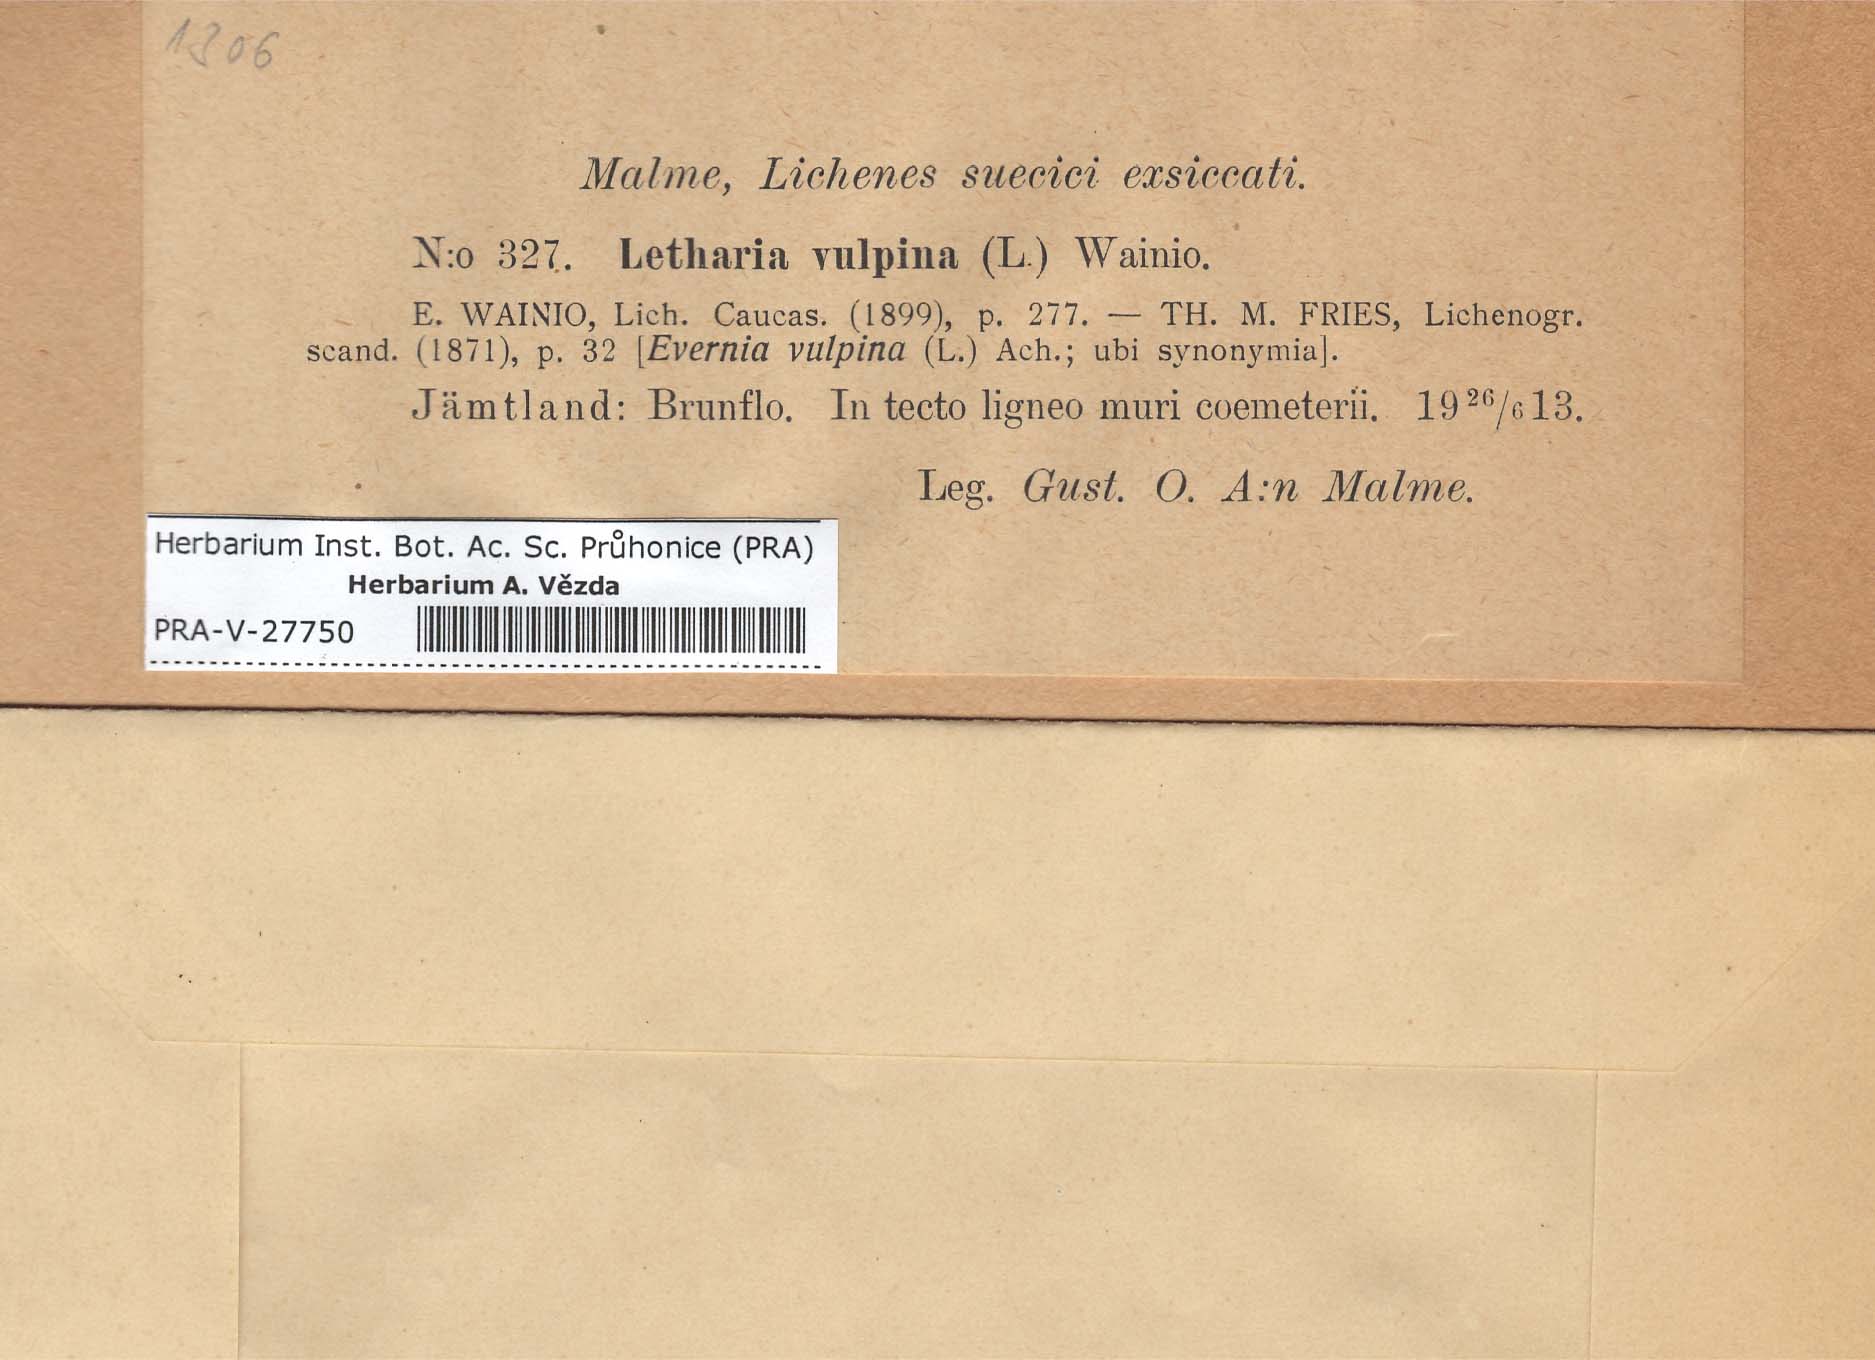 1306
Malme, Lichenes suecici exsiccati.
N:o 327. Letharia vulpina (L.) Wainio.
E. WAINIO, Lich. Caucas. (1899), p. 277. — TH. M. FRIES, Lichenogr.
scand. (1871), p. 32 [Evernia vulpina (L.) Ach.; ubi synonymia].
Jämtland: Brunflo. In tecto ligneo muri coemeterii. 19 26/6 13.
Leg. Gust. O. A:n Malme.
Herbarium Inst. Bot. Ac. Sc. Průhonice (PRA)
Herbarium A. Vězda
PRA-V-27750